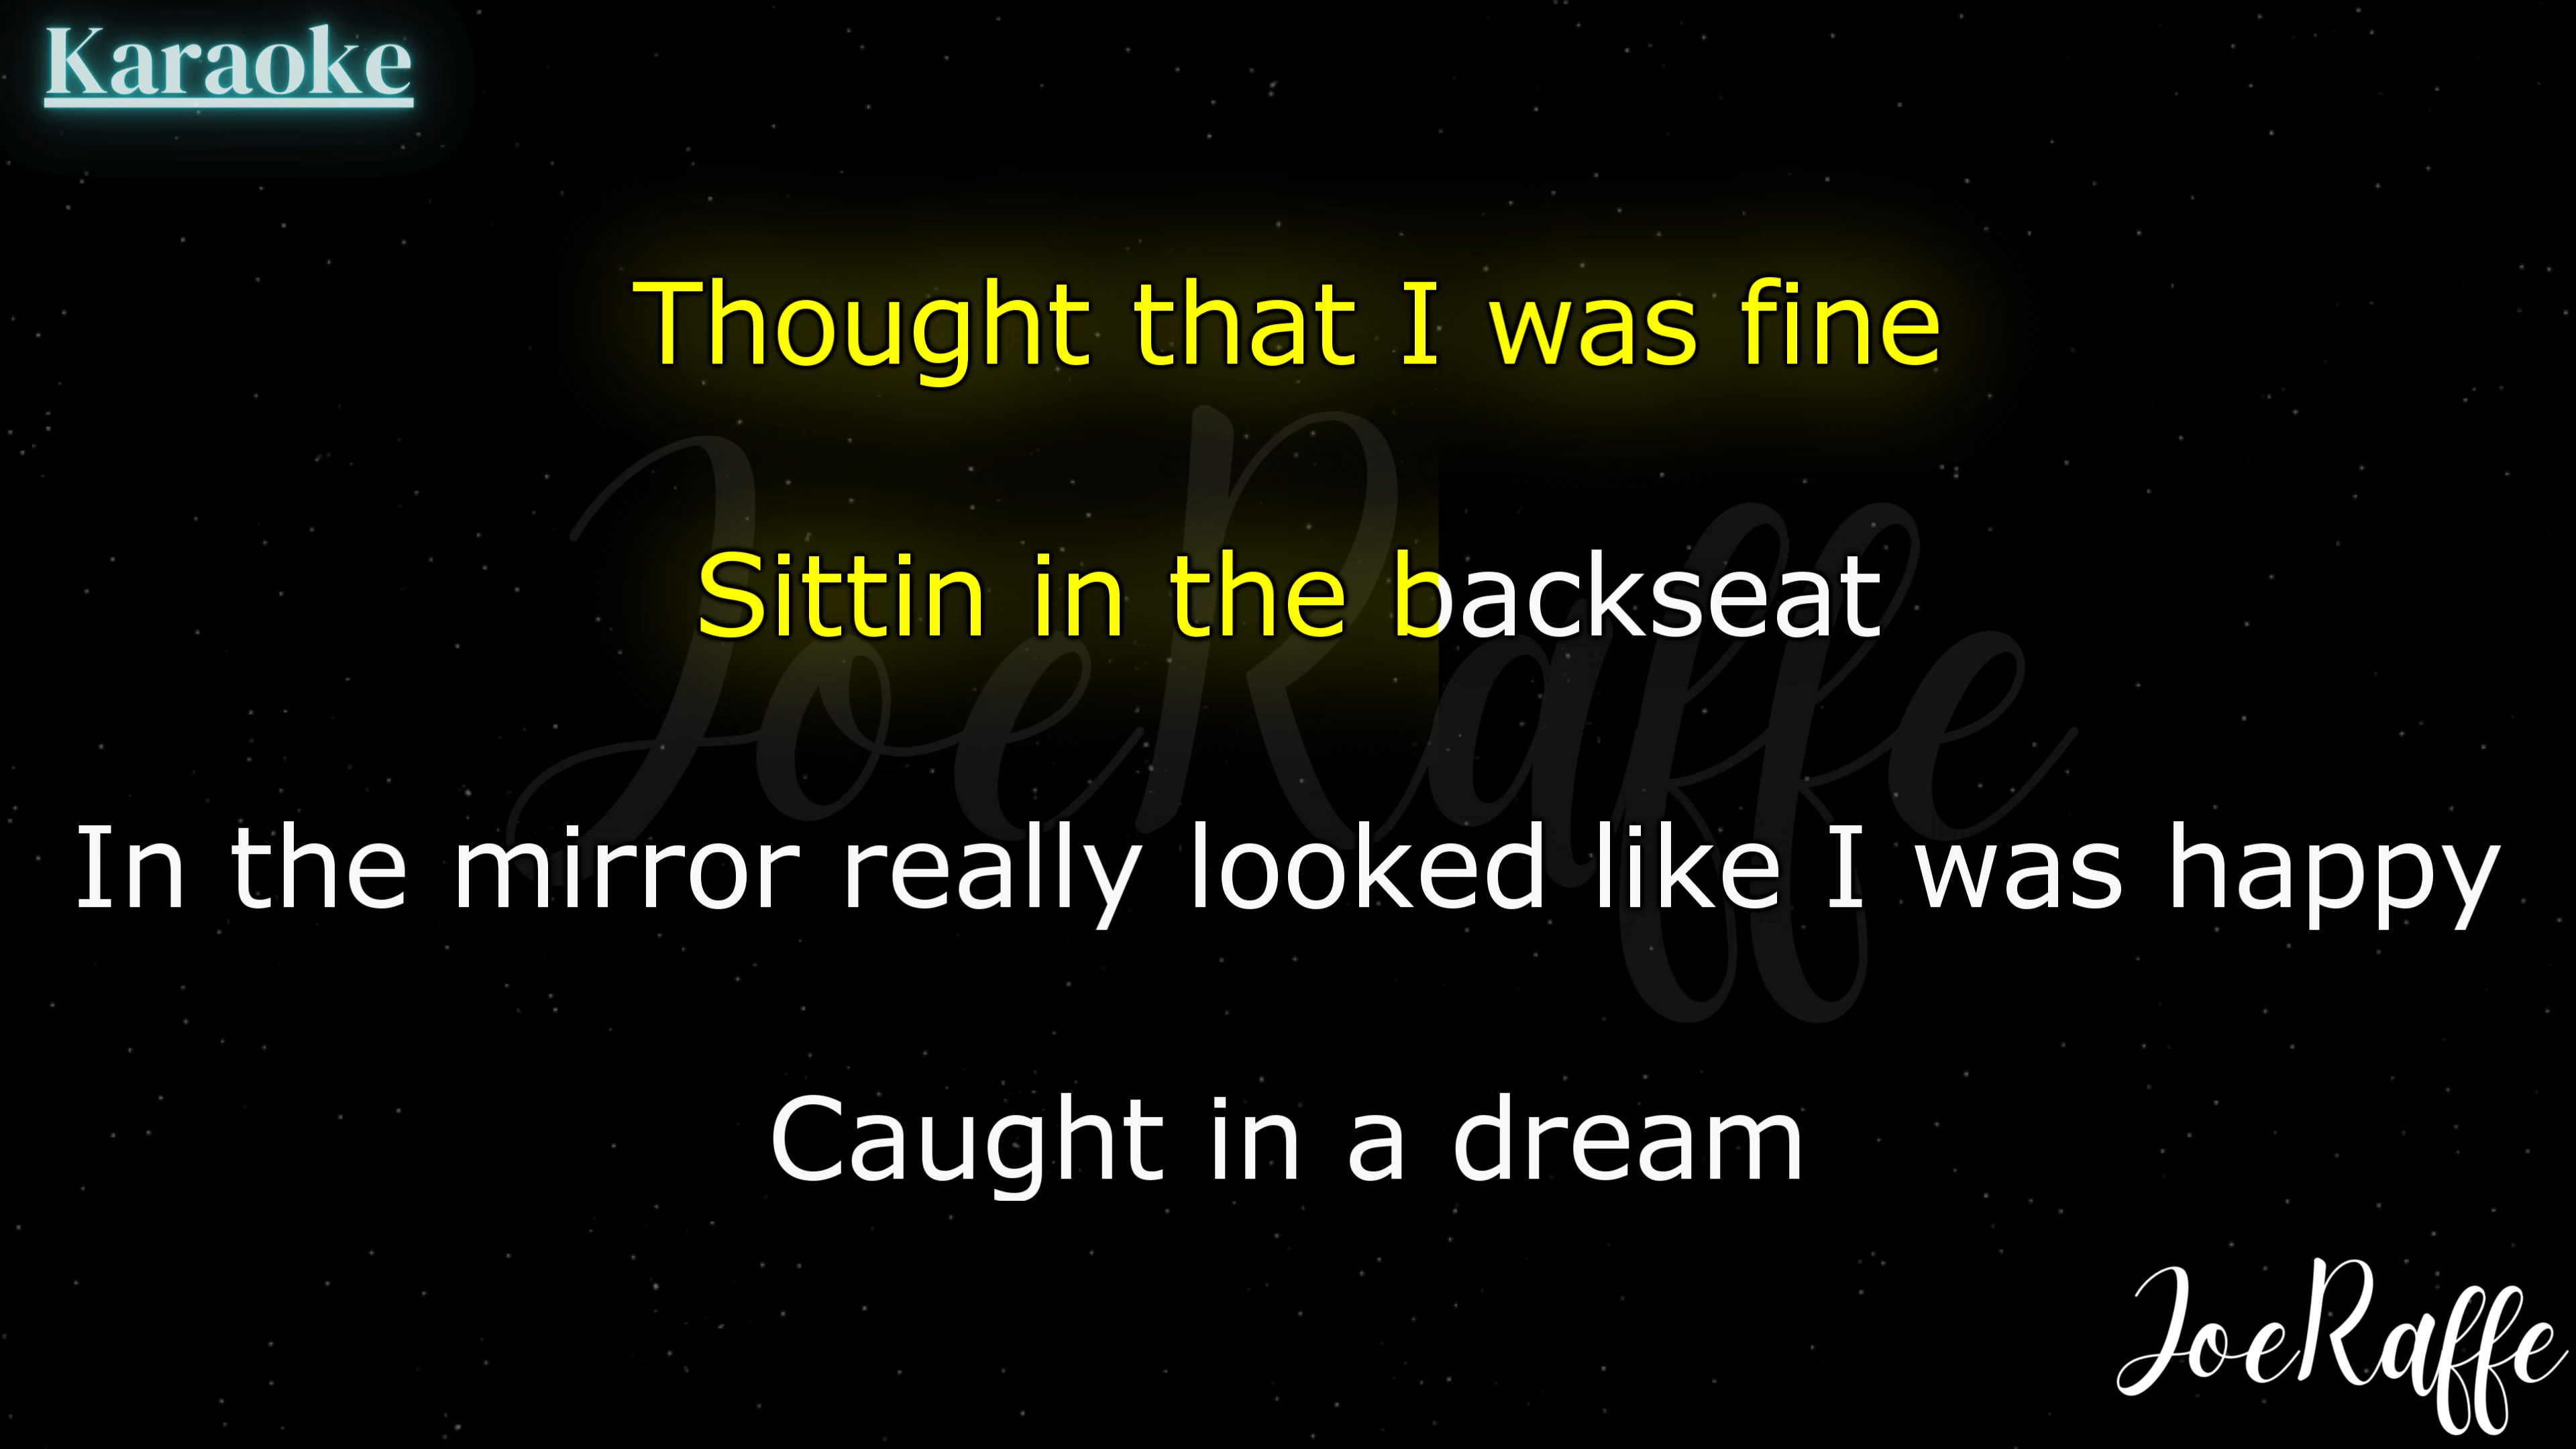 Karaoke
Thought that I was fine
Sittin in the backseat
In the mirror really looked like I was happy
Caught in a dream
JoeRaffe
JoeRaffe